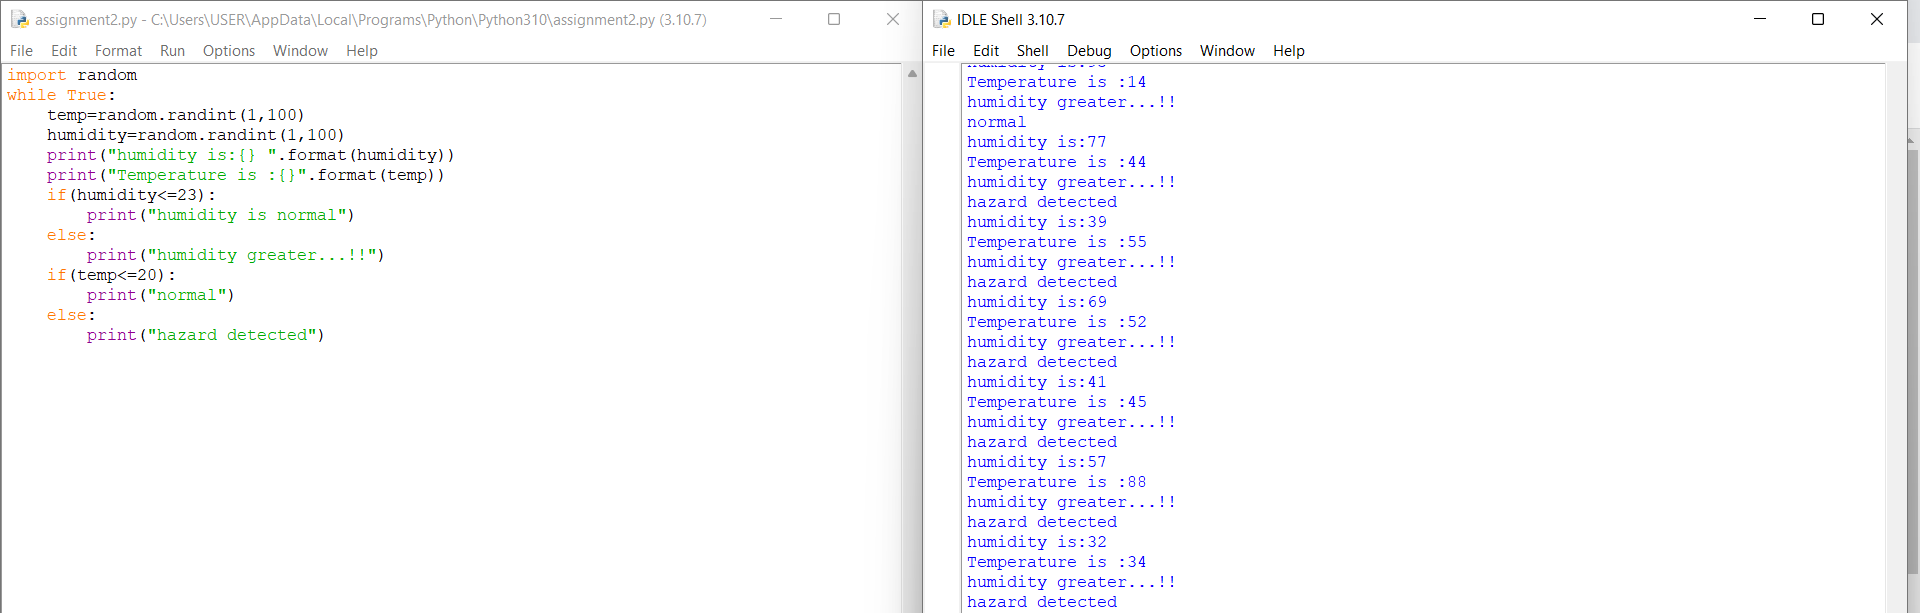 assignment2.py - C:\Users\USER\AppData\Local\Programs\Python\Python310\assignment2.py (3.10.7)
File Edit Format Run Options Window Help
import random
while True:
    temp=random.randint(1,100)
    humidity=random.randint(1,100)
    print("humidity is:{} ".format(humidity))
    print("Temperature is :{}".format(temp))
    if(humidity<=23):
        print("humidity is normal")
    else:
        print("humidity greater...!!")
    if(temp<=20):
        print("normal")
    else:
        print("hazard detected")
IDLE Shell 3.10.7
File Edit Shell Debug Options Window Help
humidity is:
Temperature is :14
humidity greater...!!
normal
humidity is:77
Temperature is :44
humidity greater...!!
hazard detected
humidity is:39
Temperature is :55
humidity greater...!!
hazard detected
humidity is:69
Temperature is :52
humidity greater...!!
hazard detected
humidity is:41
Temperature is :45
humidity greater...!!
hazard detected
humidity is:57
Temperature is :88
humidity greater...!!
hazard detected
humidity is:32
Temperature is :34
humidity greater...!!
hazard detected